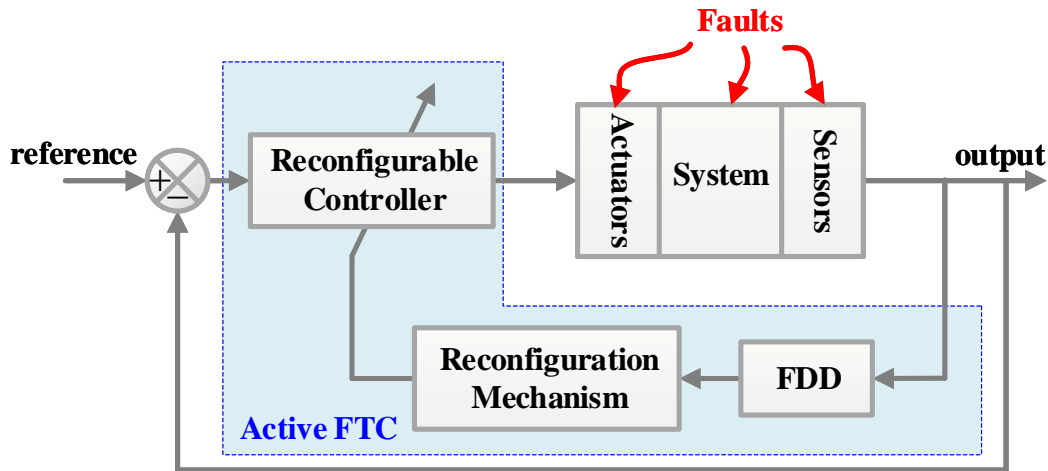 Faults
reference
+
−
Reconfigurable
Controller
Actuators
System
Sensors
output
Reconfiguration
Mechanism
FDD
Active FTC